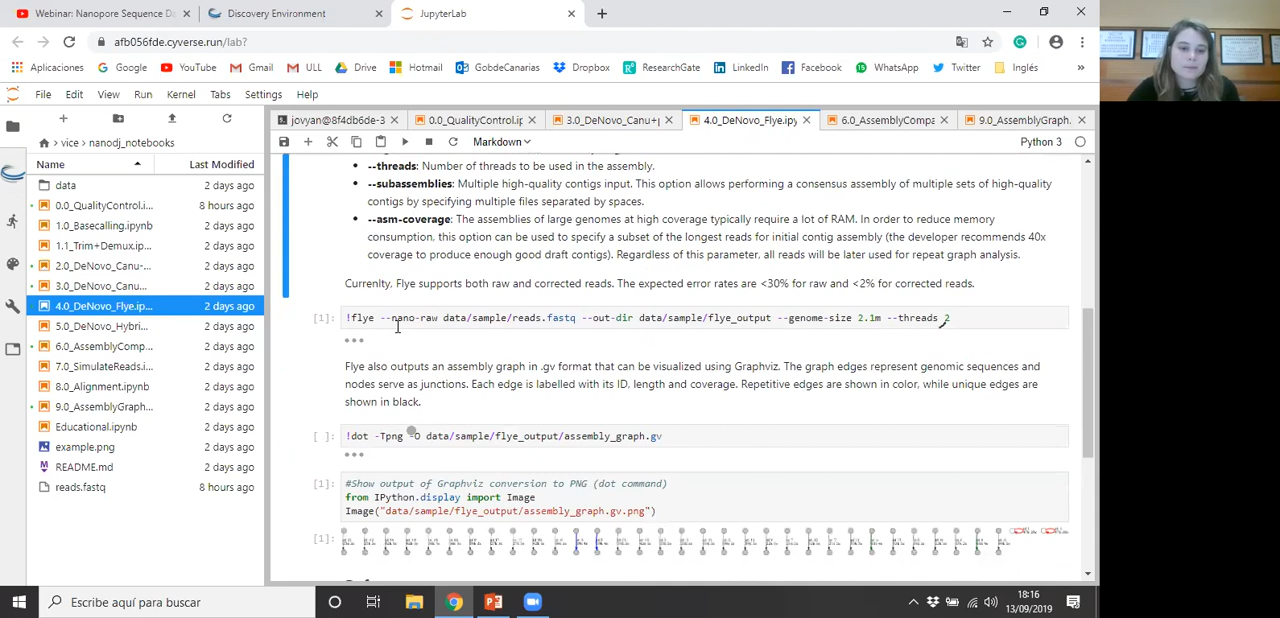 Webinar: Nanopore Sequence Da
Discovery Environment
JupyterLab
afb056fde.cyverse.run/lab?
Aplicaciones
Google
YouTube
Gmail
ULL
Drive
Hotmail
GobiesCanarias
Dropbox
ResearchGate
LinkedIn
Facebook
WhatsApp
Twitter
Inglés
»
File Edit View Run Kernel Tabs Settings Help
jovyan@8f4db6de-3
0.0_QualityControl.ip
3.0_DeNovo_Canu+
4.0_DeNovo_Flye.ipy
6.0_AssemblyCompa
9.0_AssemblyGraph.
Markdown
Python 3
vice nanodj_notebooks
Name Last Modified
data 2 days ago
0.0_QualityControl.i... 8 hours ago
1.0_Basecalling.ipynb 2 days ago
1.1_Trim+Demux.ip... 2 days ago
2.0_DeNovo_Canu-... 2 days ago
3.0_DeNovo_Canu... 2 days ago
4.0_DeNovo_Flye.ip... 2 days ago
5.0_DeNovo_Hybri... 2 days ago
6.0_AssemblyComp... 2 days ago
7.0_SimulateReads.i... 2 days ago
8.0_Alignment.ipynb 2 days ago
9.0_AssemblyGrap... 2 days ago
Educational.ipynb 2 days ago
example.png 2 days ago
README.md 2 days ago
reads.fastq 8 hours ago
• --threads: Number of threads to be used in the assembly.
• --subassemblies: Multiple high-quality contigs input. This option allows performing a consensus assembly of multiple sets of high-quality
contigs by specifying multiple files separated by spaces.
• --asm-coverage: The assemblies of large genomes at high coverage typically require a lot of RAM. In order to reduce memory
consumption, this option can be used to specify a subset of the longest reads for initial contig assembly (the developer recommends 40x
coverage to produce enough good draft contigs). Regardless of this parameter, all reads will be later used for repeat graph analysis.
Currenlty, Flye supports both raw and corrected reads. The expected error rates are <30% for raw and <2% for corrected reads.
[1]: !flye --nano-raw data/sample/reads.fastq --out-dir data/sample/flye_output --genome-size 2.1m --threads 2
Flye also outputs an assembly graph in .gv format that can be visualized using Graphviz. The graph edges represent genomic sequences and
nodes serve as junctions. Each edge is labelled with its ID, length and coverage. Repetitive edges are shown in color, while unique edges are
shown in black.
[ ]: !dot -Tpng -O data/sample/flye_output/assembly_graph.gv
[1]: #Show output of Graphviz conversion to PNG (dot command)
from IPython.display import Image
Image("data/sample/flye_output/assembly_graph.gv.png")
[1]:
Escribe aquí para buscar
18:16
13/09/2019